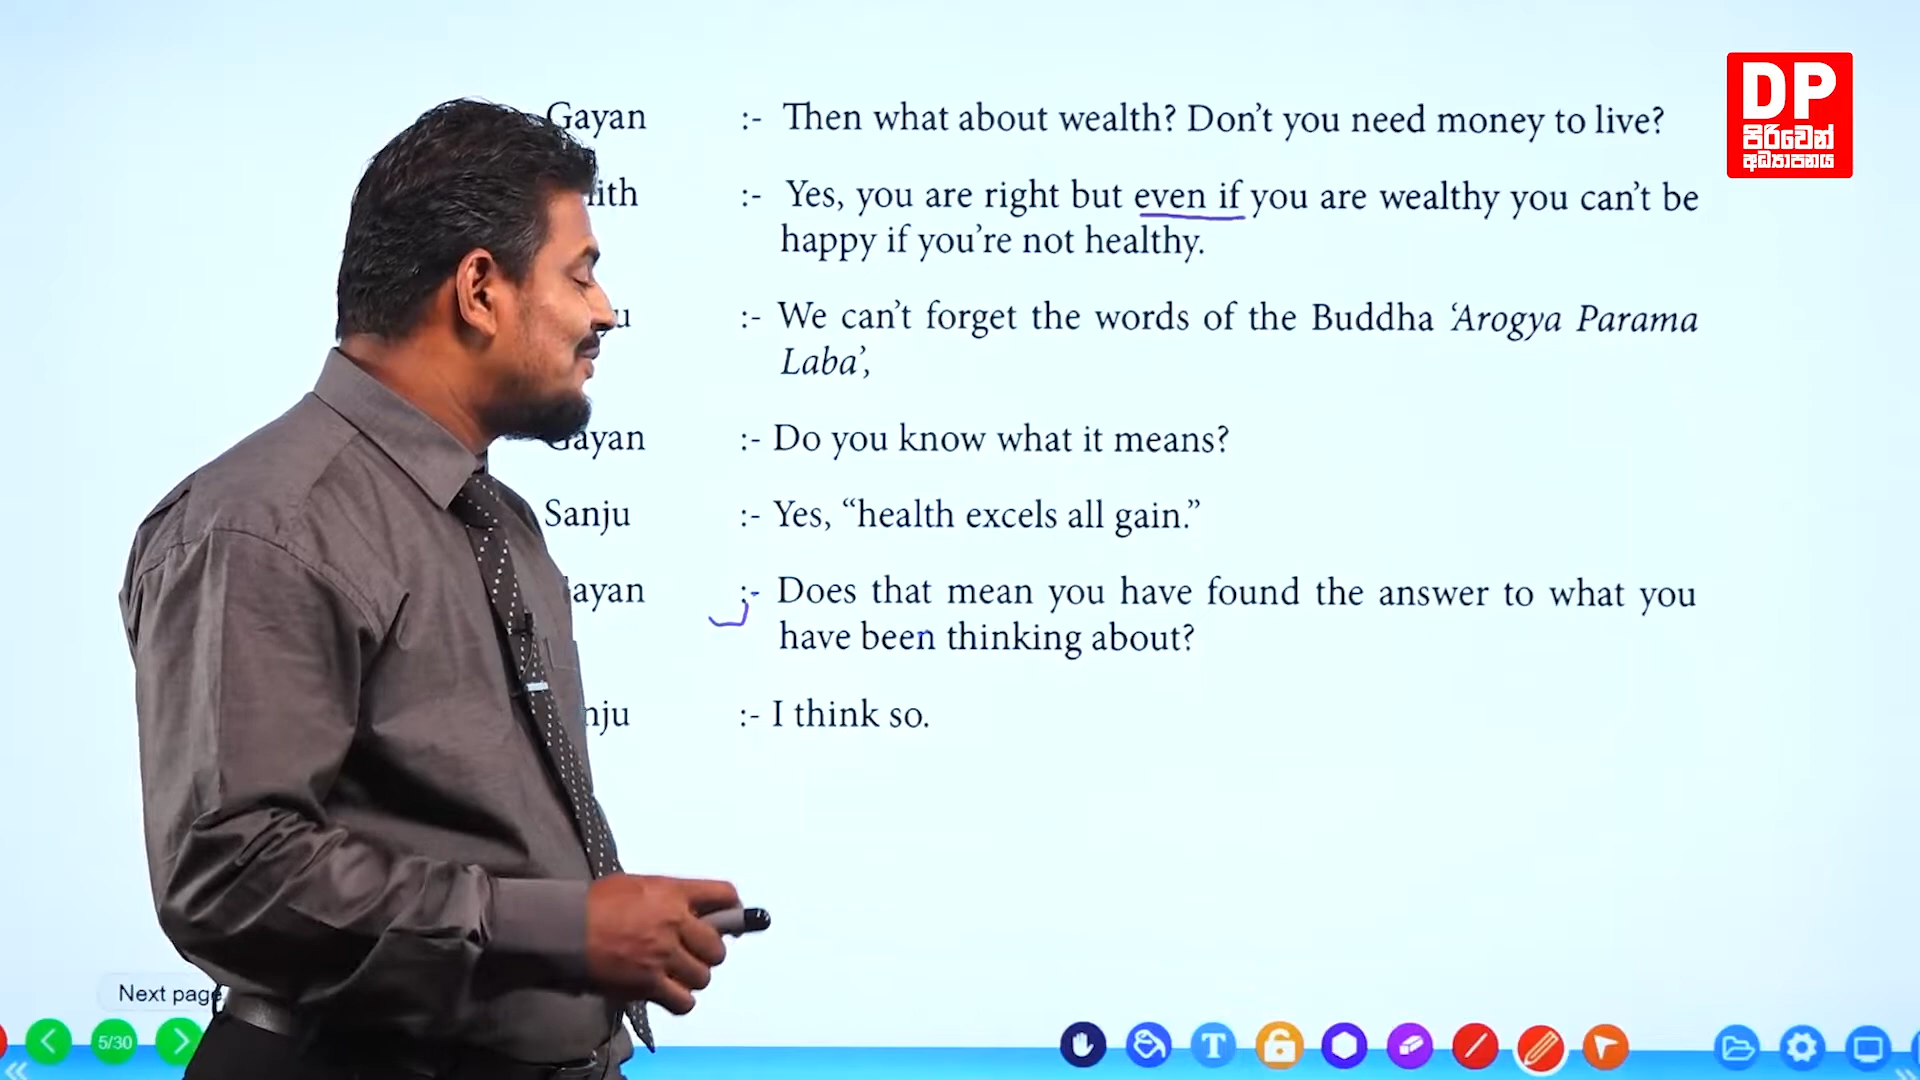 DP
පිරිවෙන්
අධ්‍යාපනය
Gayan :- Then what about wealth? Don't you need money to live?
:- Yes, you are right but even if you are wealthy you can't be
happy if you're not healthy.
:- We can't forget the words of the Buddha ‘Arogya Parama
Laba’,
Gayan :- Do you know what it means?
Sanju :- Yes, “health excels all gain.”
Gayan :- Does that mean you have found the answer to what you
have been thinking about?
:- I think so.
Next page
5/30
T